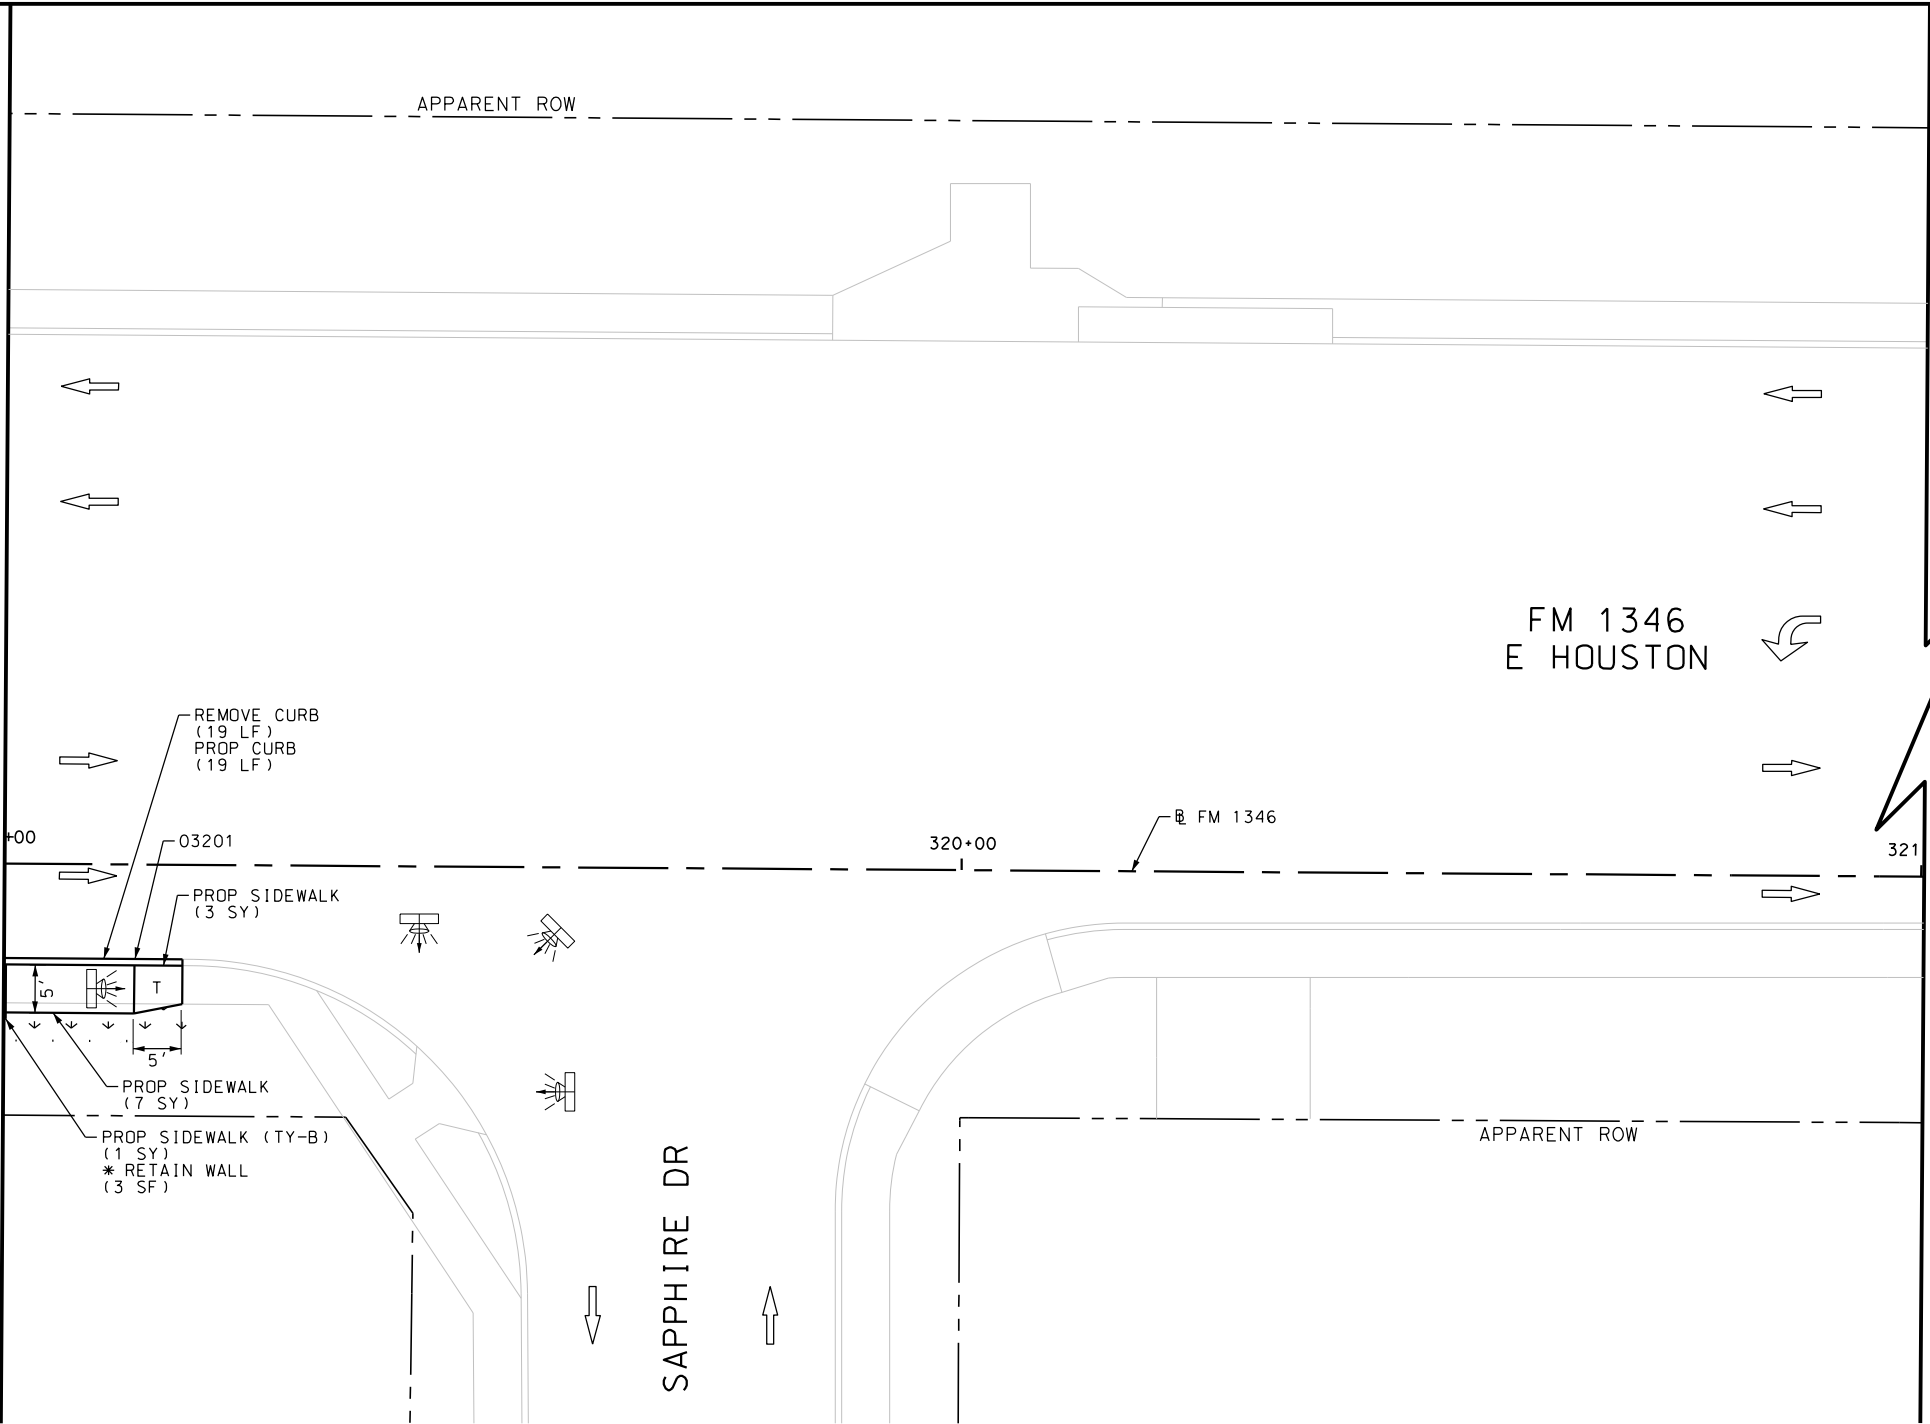 APPARENT ROW
FM 1346
E HOUSTON
REMOVE CURB
(19 LF)
PROP CURB
(19 LF)
+00
03201
320+00
℄ FM 1346
321
PROP SIDEWALK
(3 SY)
5'
T
5'
PROP SIDEWALK
(7 SY)
PROP SIDEWALK (TY-B)
(1 SY)
* RETAIN WALL
(3 SF)
APPARENT ROW
SAPPHIRE DR